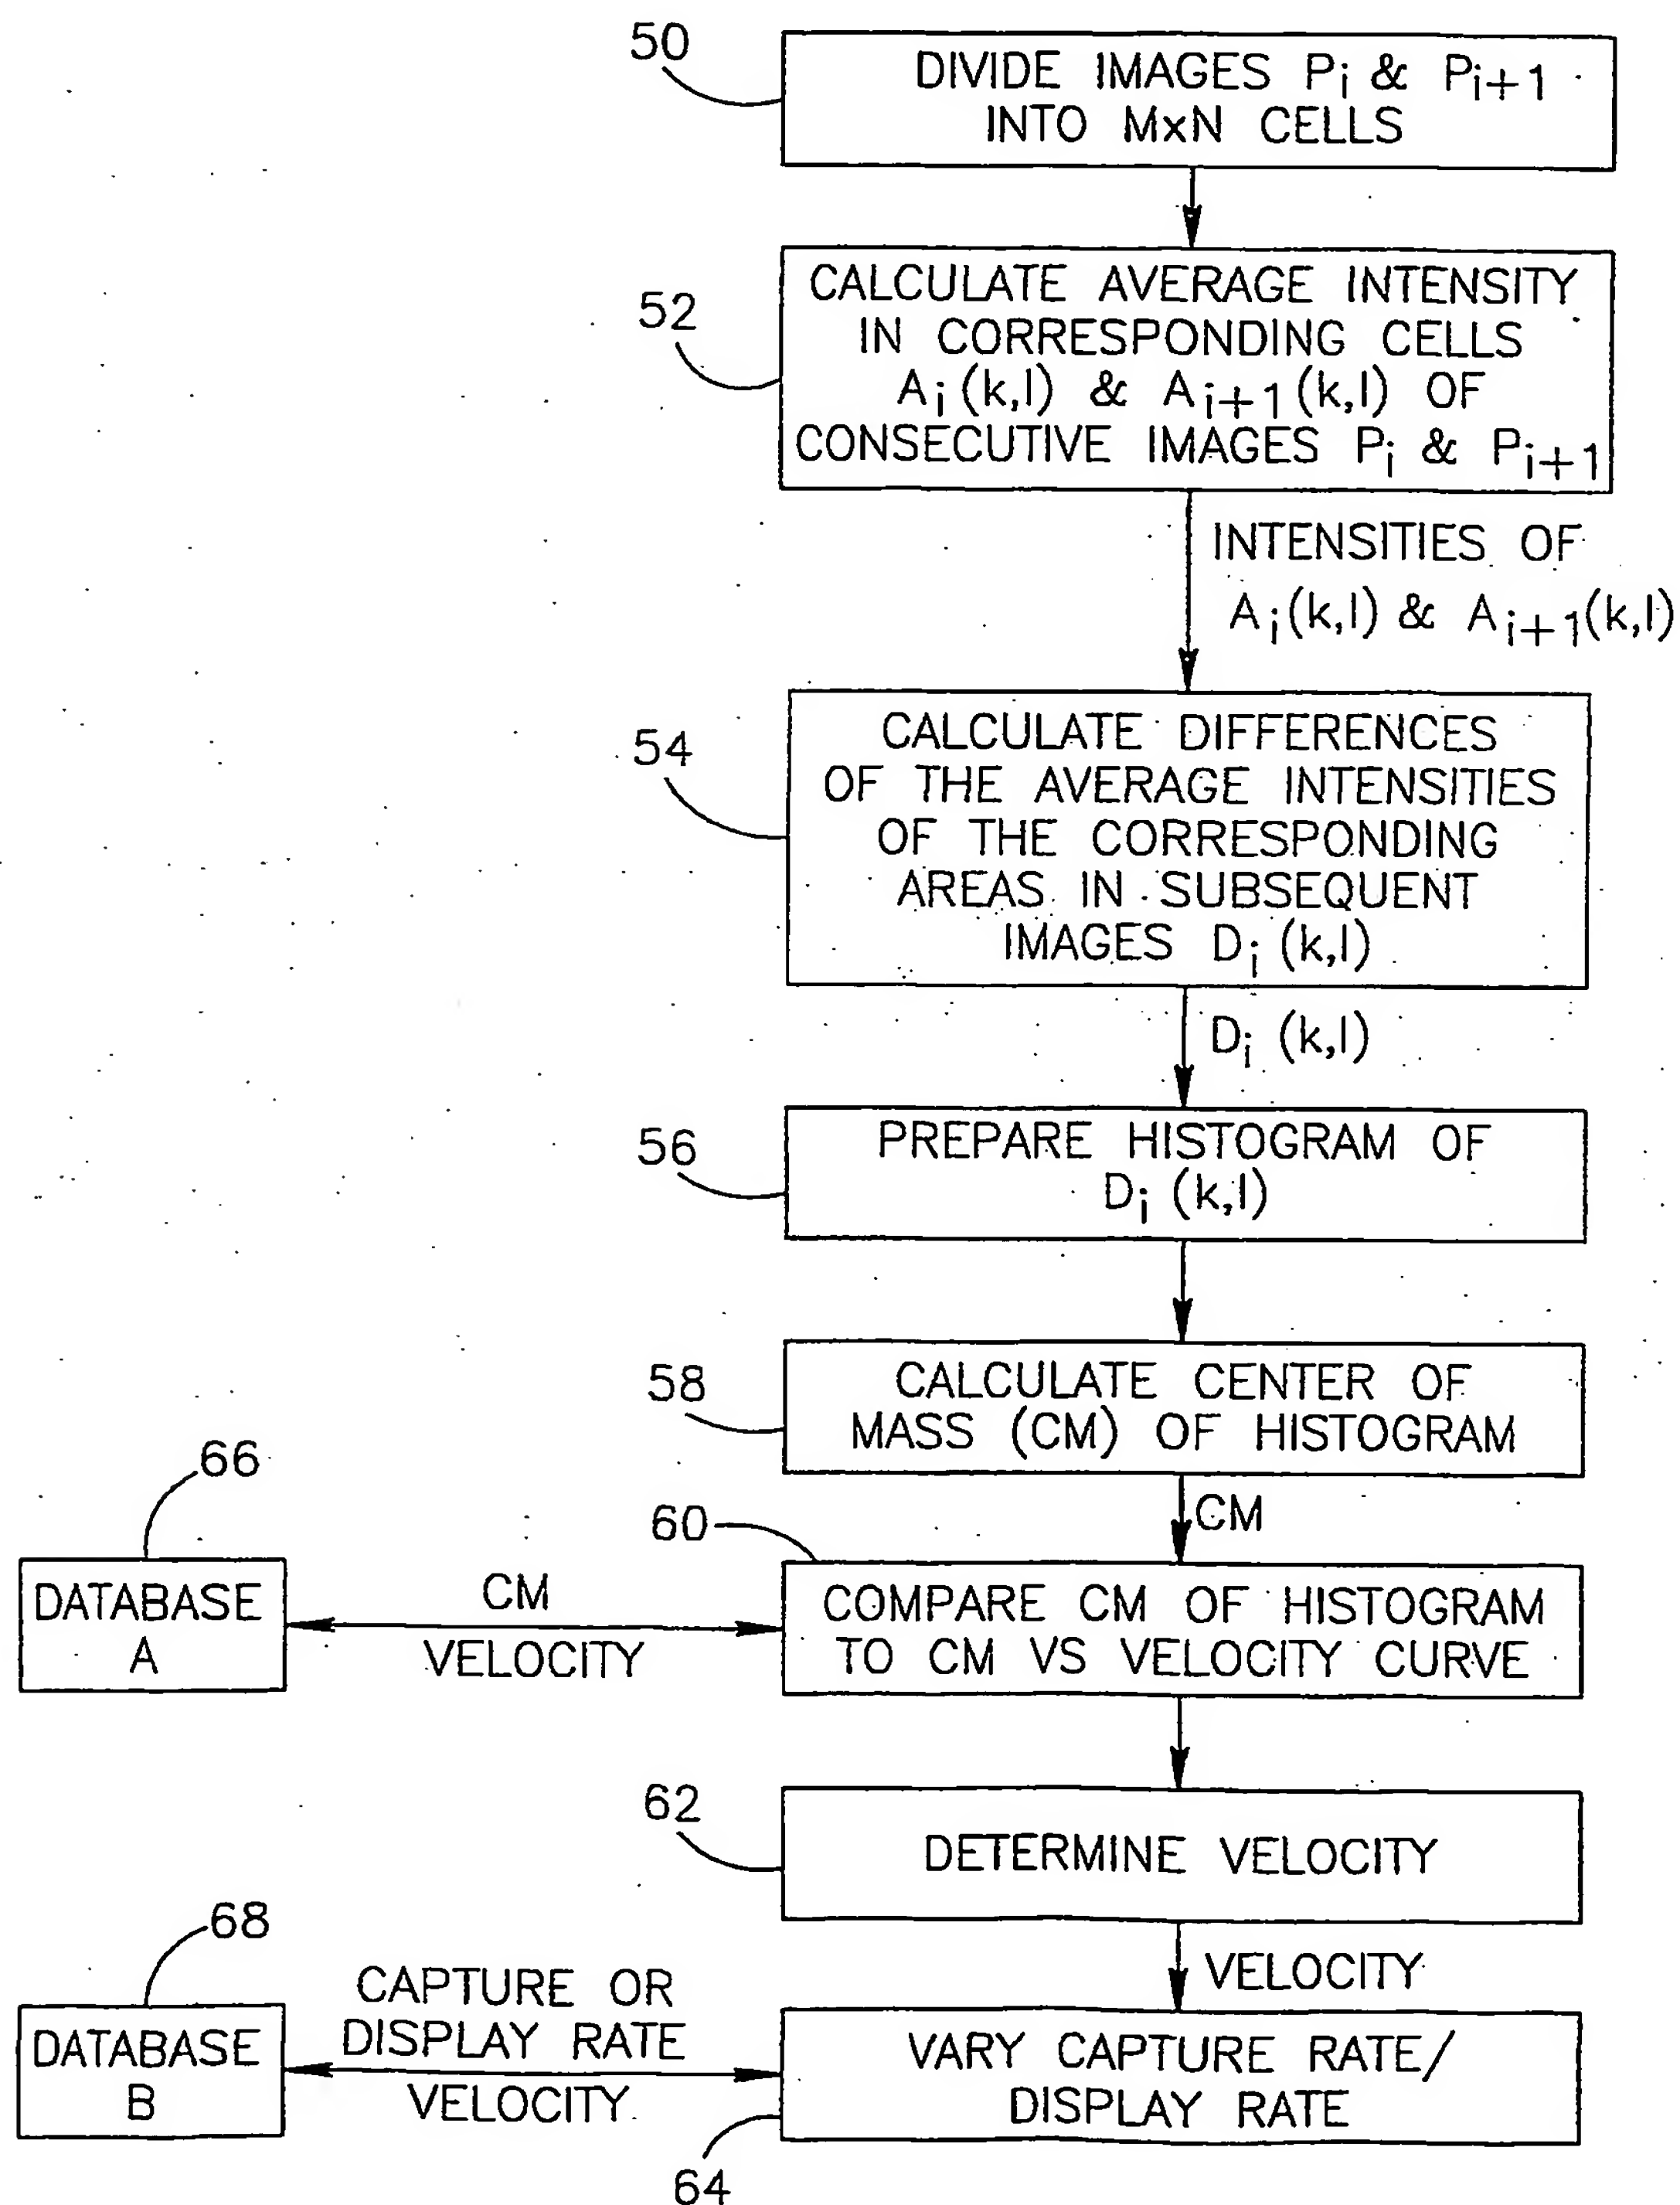 50
DIVIDE IMAGES Pi & Pi+1
INTO MxN CELLS
52
CALCULATE AVERAGE INTENSITY
IN CORRESPONDING CELLS
Ai(k,l) & Ai+1(k,l) OF
CONSECUTIVE IMAGES Pi & Pi+1
INTENSITIES OF
Ai(k,l) & Ai+1(k,l)
54
CALCULATE DIFFERENCES
OF THE AVERAGE INTENSITIES
OF THE CORRESPONDING
AREAS IN SUBSEQUENT
IMAGES Di (k,l)
Di (k,l)
56
PREPARE HISTOGRAM OF
Di (k,l)
58
CALCULATE CENTER OF
MASS (CM) OF HISTOGRAM
CM
66
60
DATABASE
A
CM
VELOCITY
COMPARE CM OF HISTOGRAM
TO CM VS VELOCITY CURVE
62
DETERMINE VELOCITY
VELOCITY
68
DATABASE
B
CAPTURE OR
DISPLAY RATE
VELOCITY
VARY CAPTURE RATE/
DISPLAY RATE
64